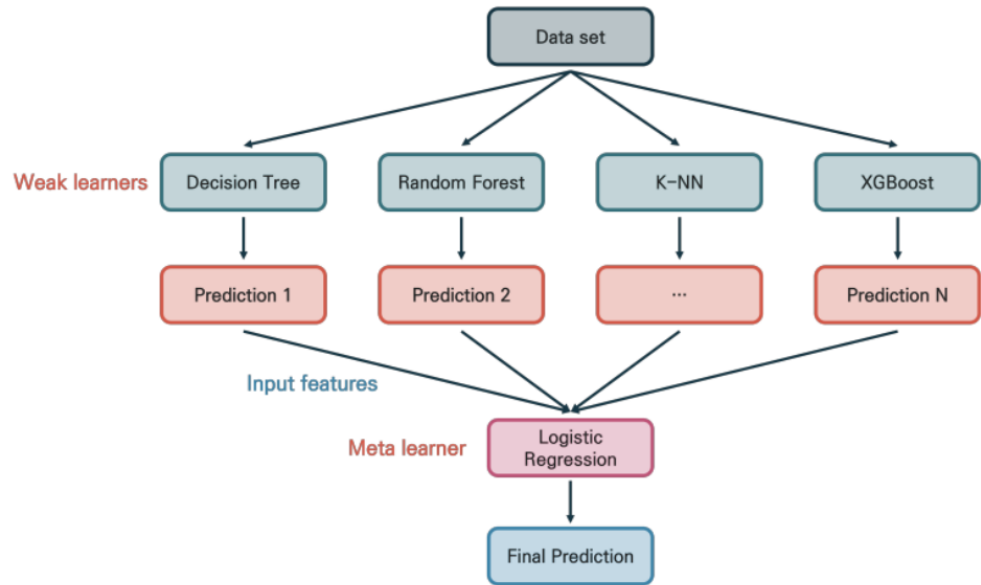 Data set
Weak learners
Decision Tree
Random Forest
K-NN
XGBoost
Prediction 1
Prediction 2
...
Prediction N
Input features
Meta learner
Logistic
Regression
Final Prediction